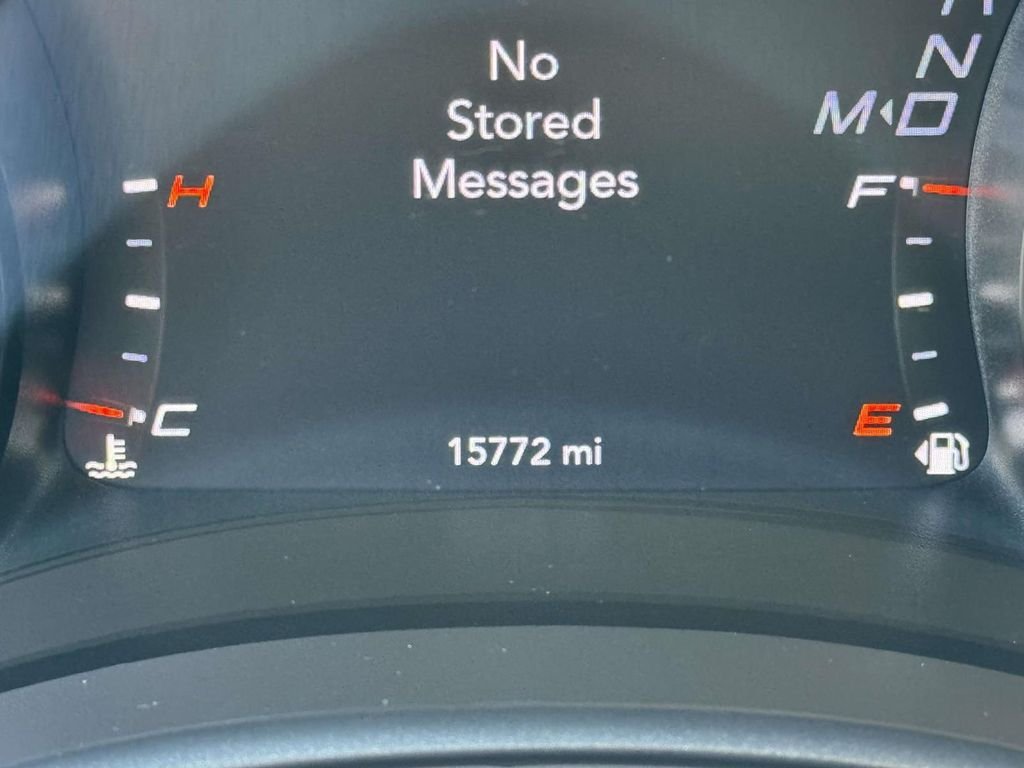 No
Stored
Messages
N
M D
H
F
C
E
15772 mi